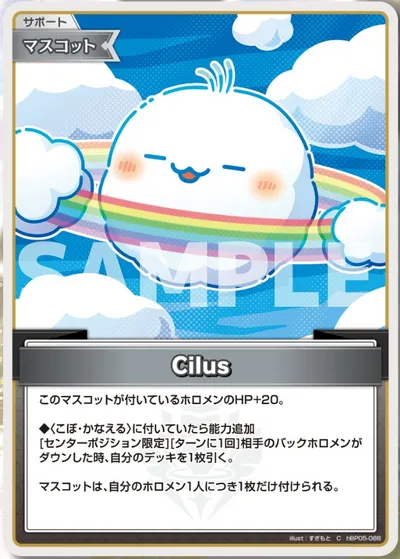 サポート
マスコット
SAMPLE
Cilus
このマスコットが付いているホロメンのHP+20。
◆〈こぼ・かなえる〉に付いていたら能力追加
[センターポジション限定][ターンに1回]相手のバックホロメンが
ダウンした時、自分のデッキを1枚引く。
マスコットは、自分のホロメン1人につき1枚だけ付けられる。
illust：すぎもと C hBP05-086